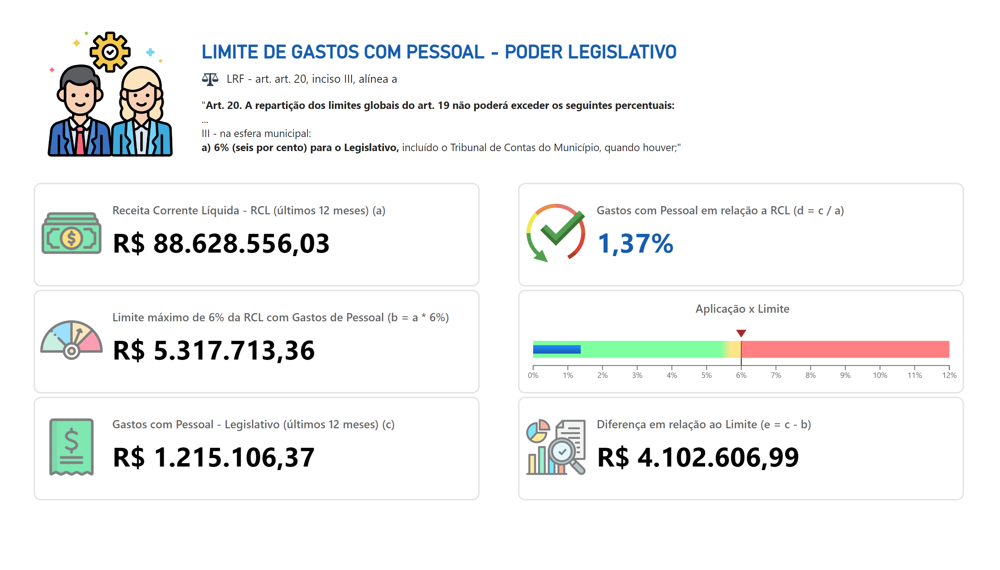 LIMITE DE GASTOS COM PESSOAL - PODER LEGISLATIVO
LRF - art. art. 20, inciso III, alínea a
"Art. 20. A repartição dos limites globais do art. 19 não poderá exceder os seguintes percentuais:
...
III - na esfera municipal:
a) 6% (seis por cento) para o Legislativo, incluído o Tribunal de Contas do Município, quando houver;"
Receita Corrente Líquida - RCL (últimos 12 meses) (a)
R$ 88.628.556,03
Gastos com Pessoal em relação a RCL (d = c / a)
1,37%
Limite máximo de 6% da RCL com Gastos de Pessoal (b = a * 6%)
R$ 5.317.713,36
Aplicação x Limite
0% 1% 2% 3% 4% 5% 6% 7% 8% 9% 10% 11% 12%
Gastos com Pessoal - Legislativo (últimos 12 meses) (c)
R$ 1.215.106,37
Diferença em relação ao Limite (e = c - b)
R$ 4.102.606,99